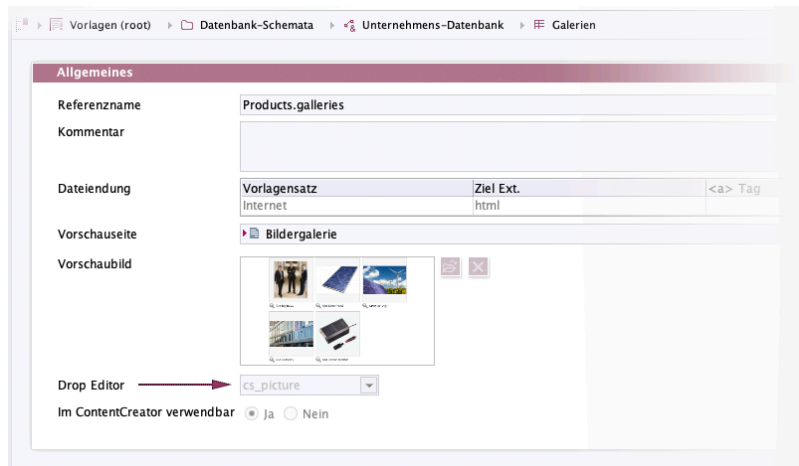 Vorlagen (root) Datenbank-Schemata Unternehmens-Datenbank Galerien
Allgemeines
Referenzname Products.galleries
Kommentar
Dateiendung Vorlagensatz Ziel Ext. <a> Tag
Internet html
Vorschauseite Bildergalerie
Vorschaubild
Drop Editor cs_picture
Im ContentCreator verwendbar Ja Nein